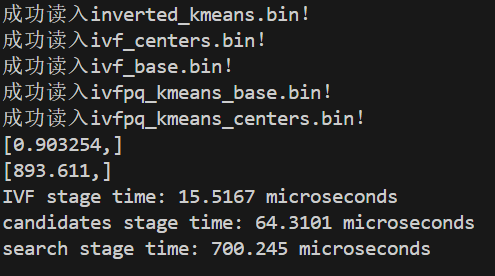 成功读入inverted_kmeans.bin!
成功读入ivf_centers.bin!
成功读入ivf_base.bin!
成功读入ivfpq_kmeans_base.bin!
成功读入ivfpq_kmeans_centers.bin!
[0.903254,]
[893.611,]
IVF stage time: 15.5167 microseconds
candidates stage time: 64.3101 microseconds
search stage time: 700.245 microseconds